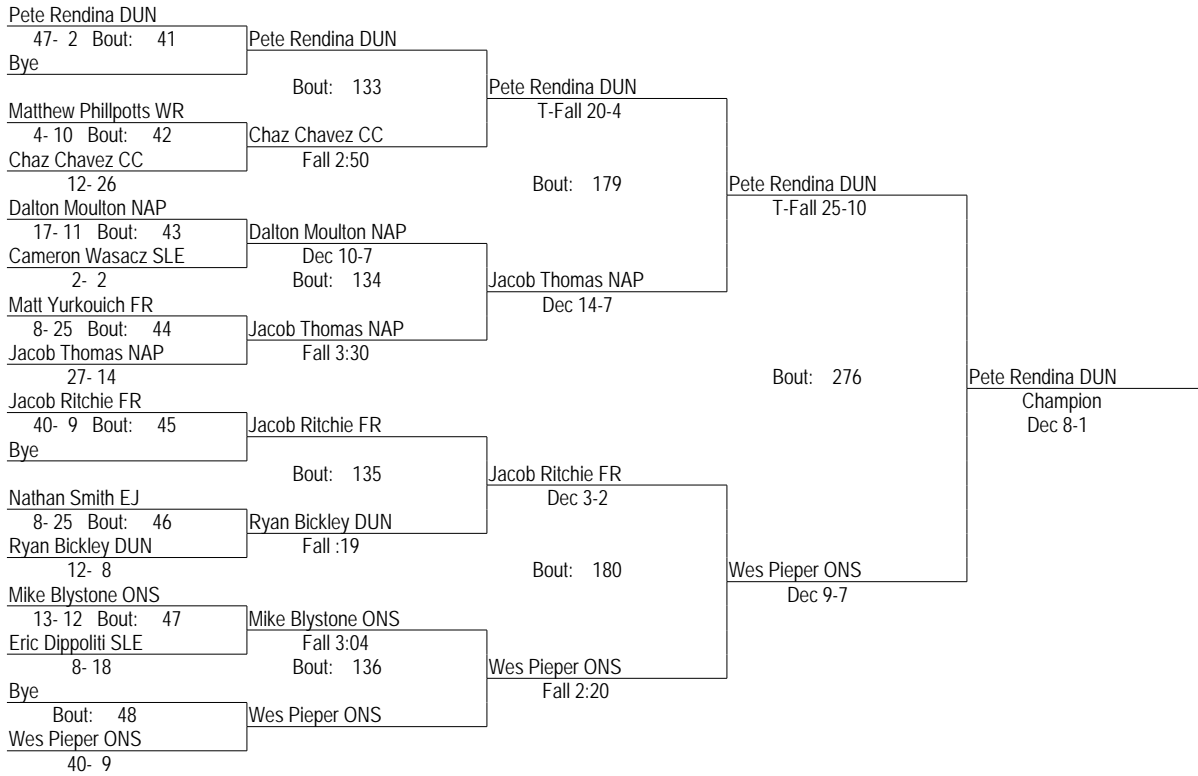 Pete Rendina DUN
47- 2 Bout: 41
Pete Rendina DUN
Bye
Bout: 133
Pete Rendina DUN
Matthew Phillpotts WR
T-Fall 20-4
4- 10 Bout: 42
Chaz Chavez CC
Chaz Chavez CC
Fall 2:50
12- 26
Bout: 179
Pete Rendina DUN
Dalton Moulton NAP
T-Fall 25-10
17- 11 Bout: 43
Dalton Moulton NAP
Cameron Wasacz SLE
Dec 10-7
2- 2
Bout: 134
Jacob Thomas NAP
Matt Yurkouich FR
Dec 14-7
8- 25 Bout: 44
Jacob Thomas NAP
Jacob Thomas NAP
Fall 3:30
27- 14
Bout: 276
Pete Rendina DUN
Jacob Ritchie FR
Champion
40- 9 Bout: 45
Jacob Ritchie FR
Dec 8-1
Bye
Bout: 135
Jacob Ritchie FR
Nathan Smith EJ
Dec 3-2
8- 25 Bout: 46
Ryan Bickley DUN
Ryan Bickley DUN
Fall :19
12- 8
Bout: 180
Wes Pieper ONS
Mike Blystone ONS
Dec 9-7
13- 12 Bout: 47
Mike Blystone ONS
Eric Dippoliti SLE
Fall 3:04
8- 18
Bout: 136
Wes Pieper ONS
Bye
Fall 2:20
Bout: 48
Wes Pieper ONS
Wes Pieper ONS
40- 9